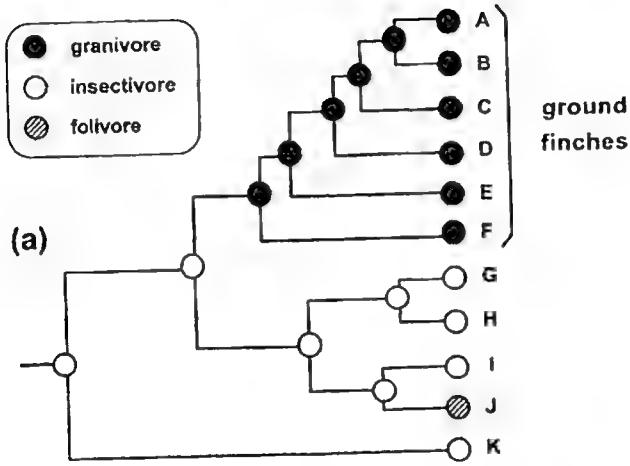 granivore
insectivore
folivore
(a)
A
B
C
D
E
F
ground
finches
G
H
I
J
K